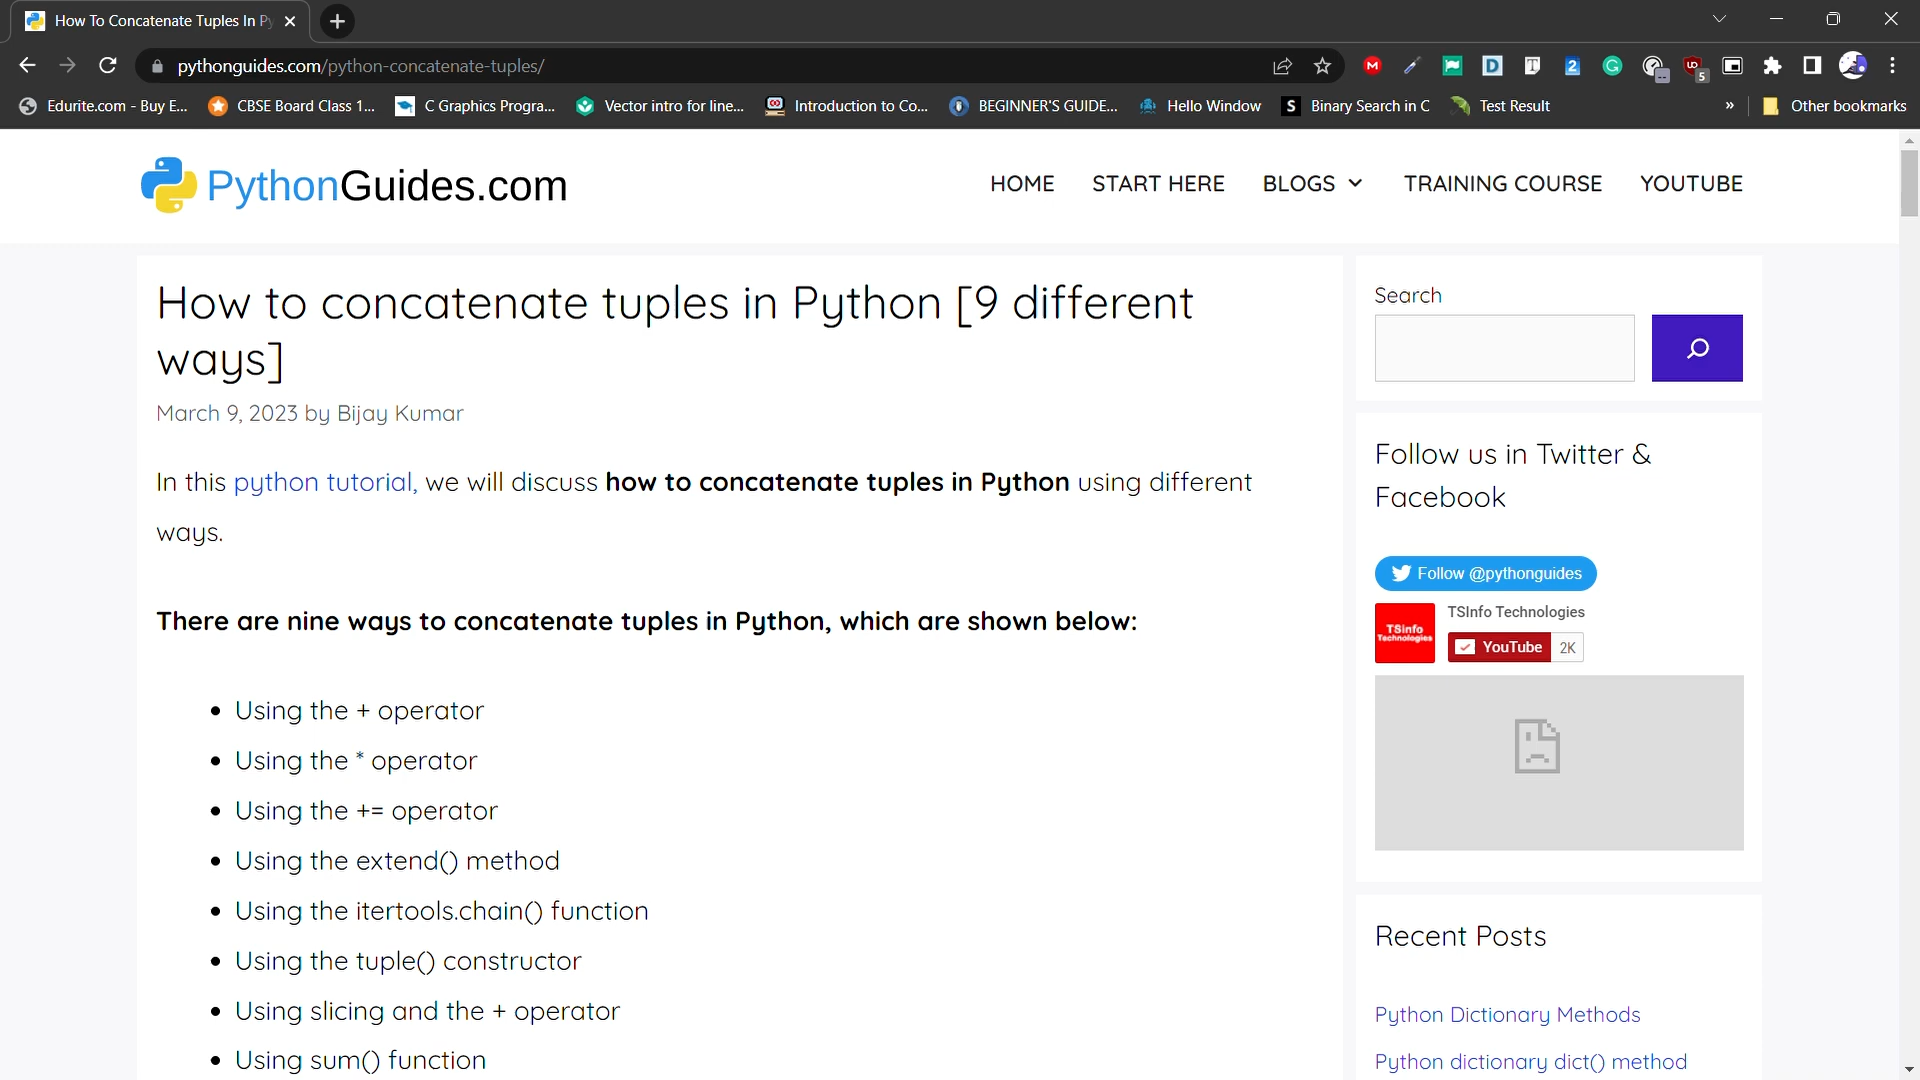 How To Concatenate Tuples In Py
pythonguides.com/python-concatenate-tuples/
Edurite.com - Buy E...
CBSE Board Class 1...
C Graphics Progra...
Vector intro for line...
Introduction to Co...
BEGINNER'S GUIDE...
Hello Window
Binary Search in C
Test Result
»
Other bookmarks
PythonGuides.com
HOME
START HERE
BLOGS
TRAINING COURSE
YOUTUBE
How to concatenate tuples in Python [9 different
ways]
March 9, 2023 by Bijay Kumar
In this python tutorial, we will discuss how to concatenate tuples in Python using different
ways.
There are nine ways to concatenate tuples in Python, which are shown below:
• Using the + operator
• Using the * operator
• Using the += operator
• Using the extend() method
• Using the itertools.chain() function
• Using the tuple() constructor
• Using slicing and the + operator
• Using sum() function
Search
Follow us in Twitter &
Facebook
Follow @pythonguides
TSInfo
Technologies
TSInfo Technologies
YouTube 2K
Recent Posts
Python Dictionary Methods
Python dictionary dict() method